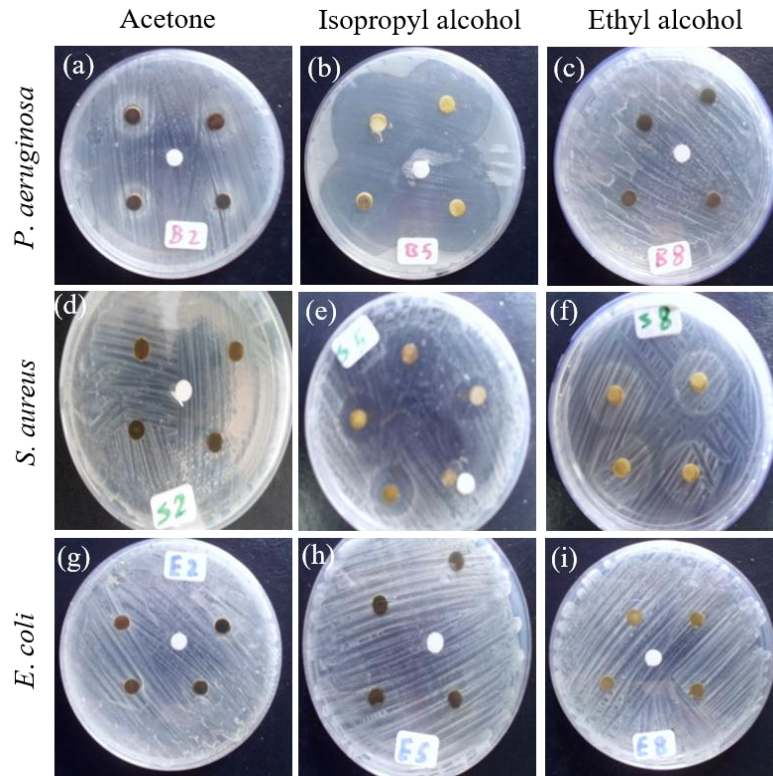 Acetone Isopropyl alcohol Ethyl alcohol
P. aeruginosa
(a) (b) (c)
B2 B5 B8
S. aureus
(d) (e) (f)
S2 S5 S8
E. coli
(g) (h) (i)
E2 E5 E8